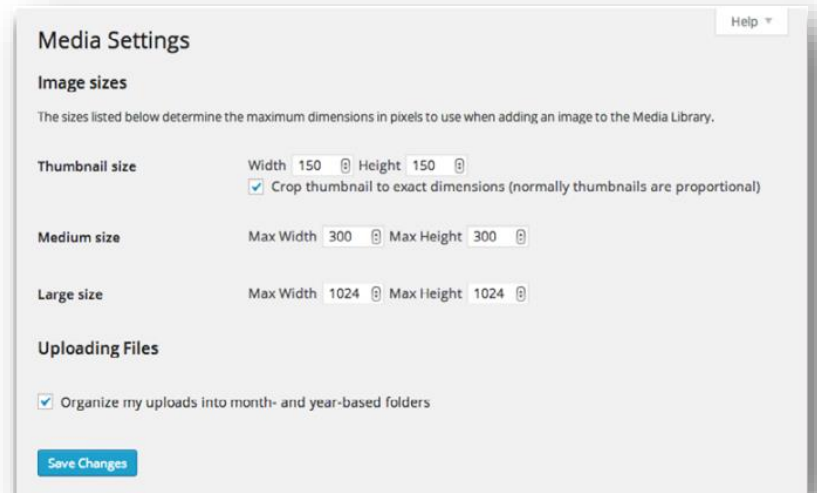 Help
Media Settings
Image sizes
The sizes listed below determine the maximum dimensions in pixels to use when adding an image to the Media Library.
Thumbnail size Width 150 Height 150
Crop thumbnail to exact dimensions (normally thumbnails are proportional)
Medium size Max Width 300 Max Height 300
Large size Max Width 1024 Max Height 1024
Uploading Files
Organize my uploads into month- and year-based folders
Save Changes